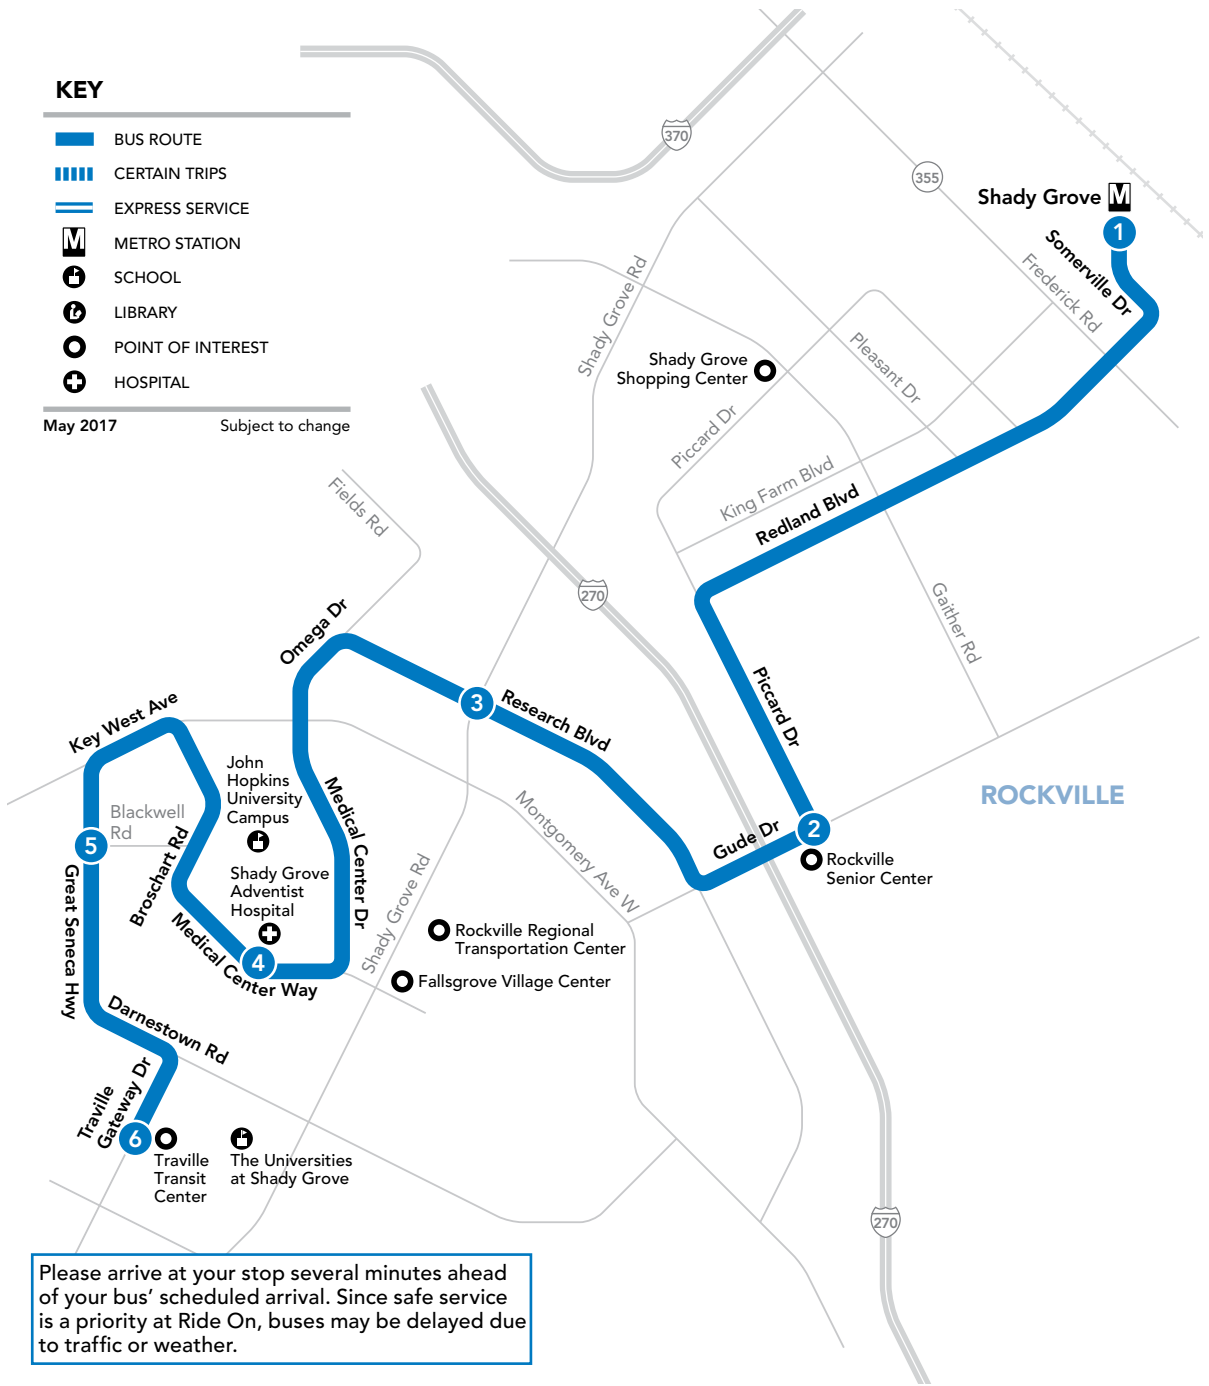 KEY
BUS ROUTE
CERTAIN TRIPS
EXPRESS SERVICE
M
METRO STATION
SCHOOL
LIBRARY
POINT OF INTEREST
HOSPITAL
May 2017
Subject to change
370
355
Shady Grove
M
1
Somerville Dr
Frederick Rd
Shady Grove Rd
Shady Grove
Shopping Center
Pleasant Dr
Piccard Dr
King Farm Blvd
Redland Blvd
Fields Rd
270
Gaither Rd
Omega Dr
Piccard Dr
3
Research Blvd
Key West Ave
John
Hopkins
University
Campus
Medical Center Dr
Montgomery Ave W
ROCKVILLE
Blackwell
Rd
5
Broschart Rd
Gude Dr
2
Rockville
Senior Center
Great Seneca Hwy
Shady Grove
Adventist
Hospital
Shady Grove Rd
4
Medical Center Way
Rockville Regional
Transportation Center
Fallsgrove Village Center
Darnestown Rd
Traville
Gateway Dr
6
Traville
Transit
Center
The Universities
at Shady Grove
270
Please arrive at your stop several minutes ahead
of your bus’ scheduled arrival. Since safe service
is a priority at Ride On, buses may be delayed due
to traffic or weather.